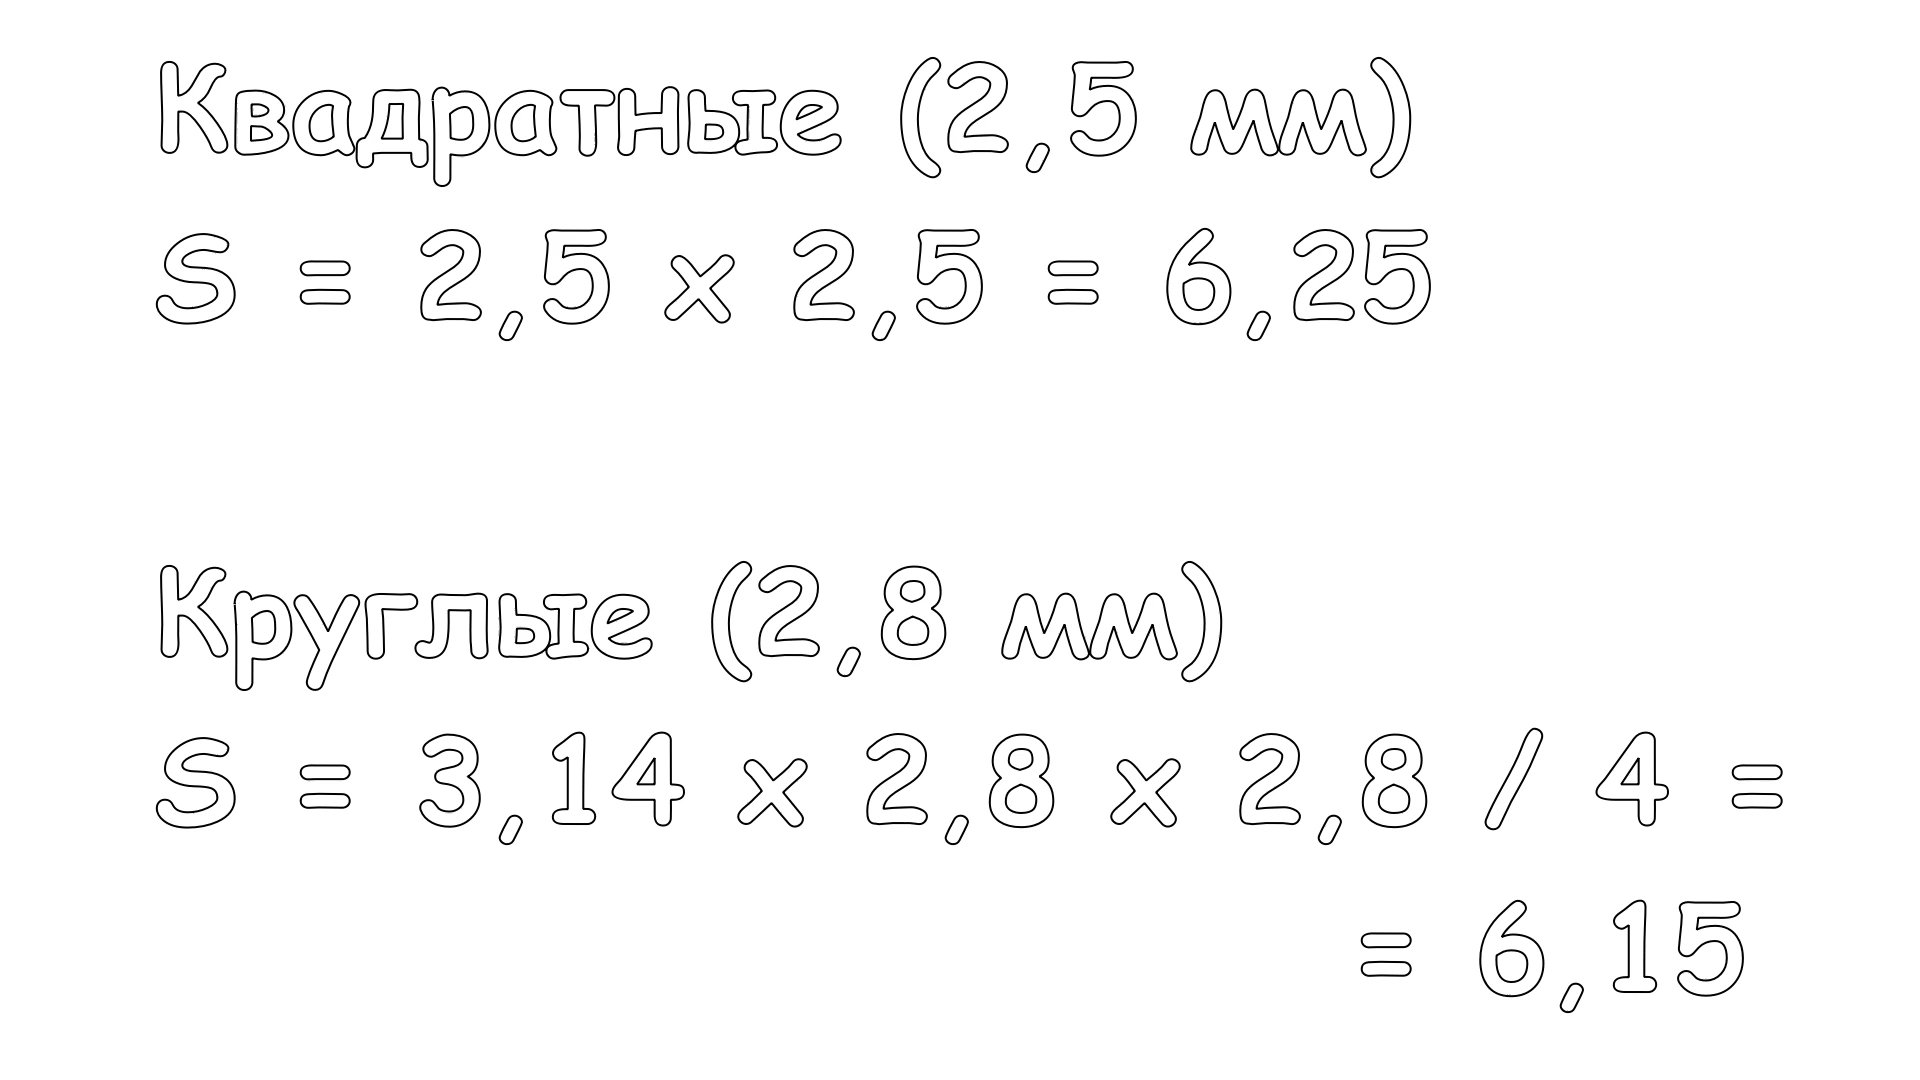 Квадратные (2,5 мм)
S = 2,5 x 2,5 = 6,25
Круглые (2,8 мм)
S = 3,14 x 2,8 x 2,8 / 4 =
= 6,15